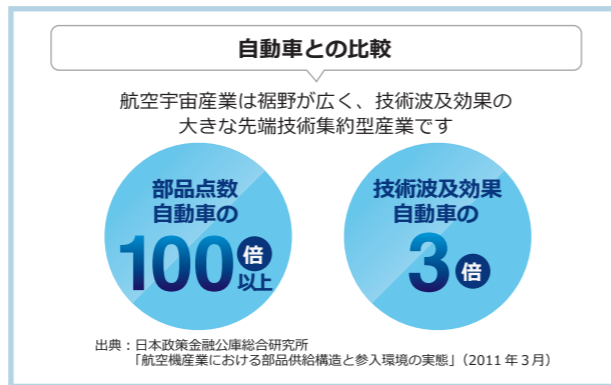 自動車との比較
航空宇宙産業は裾野が広く、技術波及効果の
大きな先端技術集約型産業です
部品点数
自動車の
100倍以上
技術波及効果
自動車の
3倍
出典：日本政策金融公庫総合研究所
「航空機産業における部品供給構造と参入環境の実態」（2011年3月）